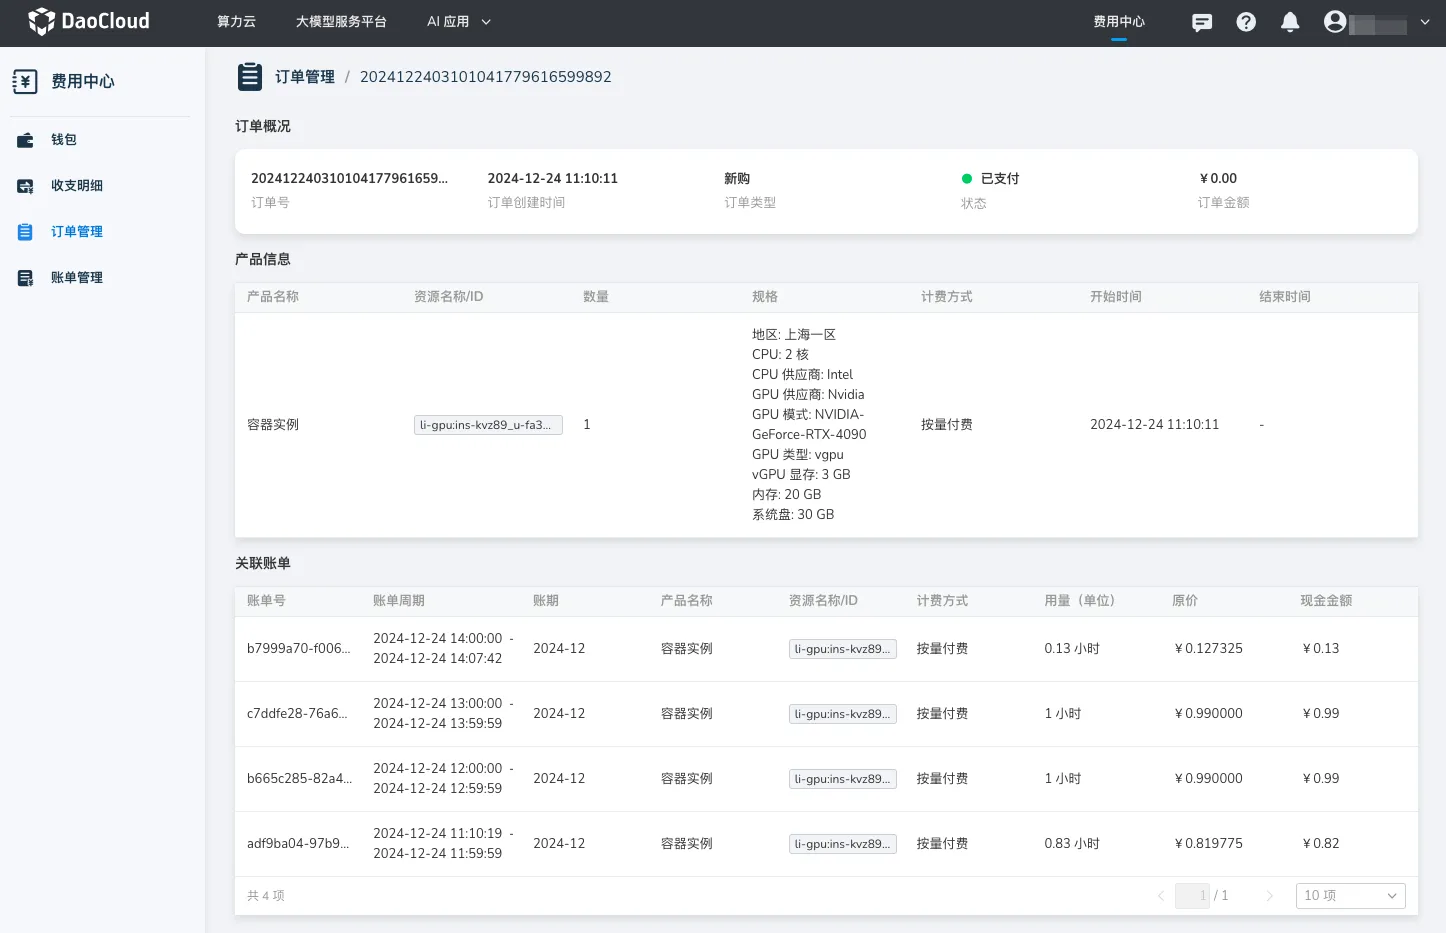 DaoCloud 算力云 大模型服务平台 AI 应用 费用中心
费用中心
钱包
收支明细
订单管理
账单管理
订单管理 / 2024122403101041779616599892
订单概况
202412240310104177961659... 2024-12-24 11:10:11 新购 已支付 ¥ 0.00
订单号 订单创建时间 订单类型 状态 订单金额
产品信息
产品名称 资源名称/ID 数量 规格 计费方式 开始时间 结束时间
地区: 上海一区
CPU: 2 核
CPU 供应商: Intel
GPU 供应商: Nvidia
GPU 模式: NVIDIA-
GeForce-RTX-4090
GPU 类型: vgpu
vGPU 显存: 3 GB
内存: 20 GB
系统盘: 30 GB
容器实例 li-gpu:ins-kvz89_u-fa3... 1 按量付费 2024-12-24 11:10:11 -
关联账单
账单号 账单周期 账期 产品名称 资源名称/ID 计费方式 用量（单位） 原价 现金金额
b7999a70-f006... 2024-12-24 14:00:00 - 2024-12 容器实例 li-gpu:ins-kvz89... 按量付费 0.13 小时 ¥ 0.127325 ¥ 0.13
2024-12-24 14:07:42
c7ddfe28-76a6... 2024-12-24 13:00:00 - 2024-12 容器实例 li-gpu:ins-kvz89... 按量付费 1 小时 ¥ 0.990000 ¥ 0.99
2024-12-24 13:59:59
b665c285-82a4... 2024-12-24 12:00:00 - 2024-12 容器实例 li-gpu:ins-kvz89... 按量付费 1 小时 ¥ 0.990000 ¥ 0.99
2024-12-24 12:59:59
adf9ba04-97b9... 2024-12-24 11:10:19 - 2024-12 容器实例 li-gpu:ins-kvz89... 按量付费 0.83 小时 ¥ 0.819775 ¥ 0.82
2024-12-24 11:59:59
共 4 项 1 / 1 10 项